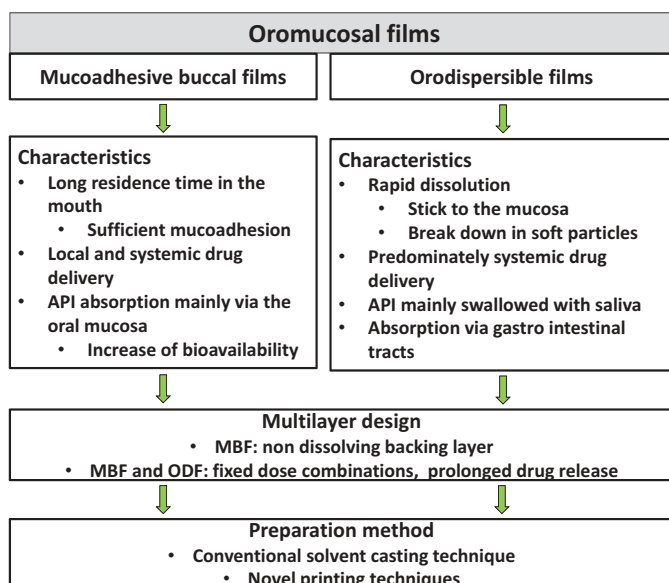 Oromucosal films
Mucoadhesive buccal films
Orodispersible films
Characteristics
• Long residence time in the
mouth
• Sufficient mucoadhesion
• Local and systemic drug
delivery
• API absorption mainly via the
oral mucosa
• Increase of bioavailability
Characteristics
• Rapid dissolution
• Stick to the mucosa
• Break down in soft particles
• Predominately systemic drug
delivery
• API mainly swallowed with saliva
• Absorption via gastro intestinal
tracts
Multilayer design
• MBF: non dissolving backing layer
• MBF and ODF: fixed dose combinations, prolonged drug release
Preparation method
• Conventional solvent casting technique
• Novel printing techniques